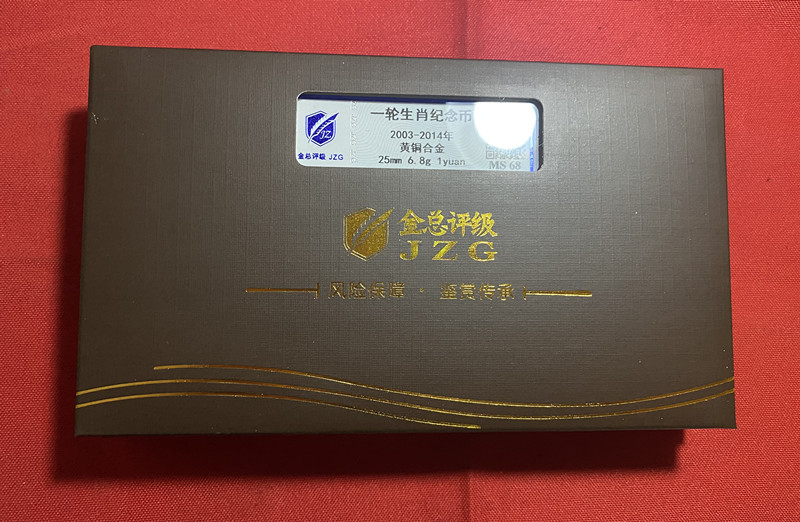 一轮生肖纪念币
2003-2014年
黄铜合金
25mm 6.8g 1yuan
JZ
金总评级 JZG
MS 68
金总评级
JZG
风险保障 · 鉴赏传承